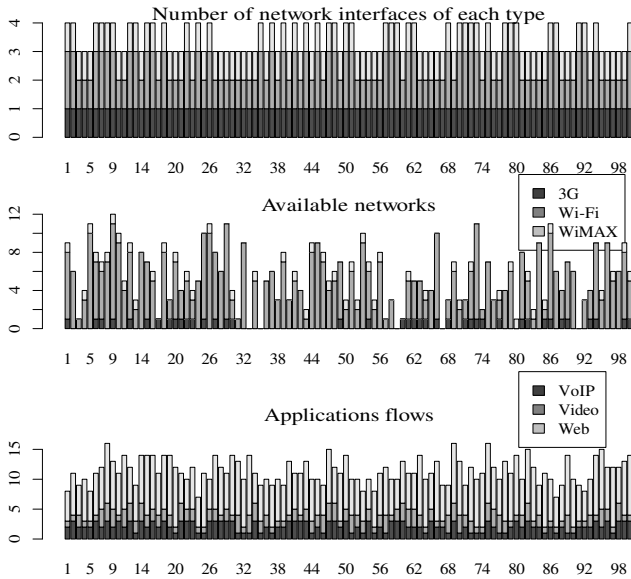 Number of network interfaces of each type
4
3
2
1
0
1 5 9 14 20 26 32 38 44 50 56 62 68 74 80 86 92 98
3G
Wi-Fi
WiMAX
Available networks
12
8
4
0
1 5 9 14 20 26 32 38 44 50 56 62 68 74 80 86 92 98
VoIP
Video
Web
Applications flows
15
10
5
0
1 5 9 14 20 26 32 38 44 50 56 62 68 74 80 86 92 98